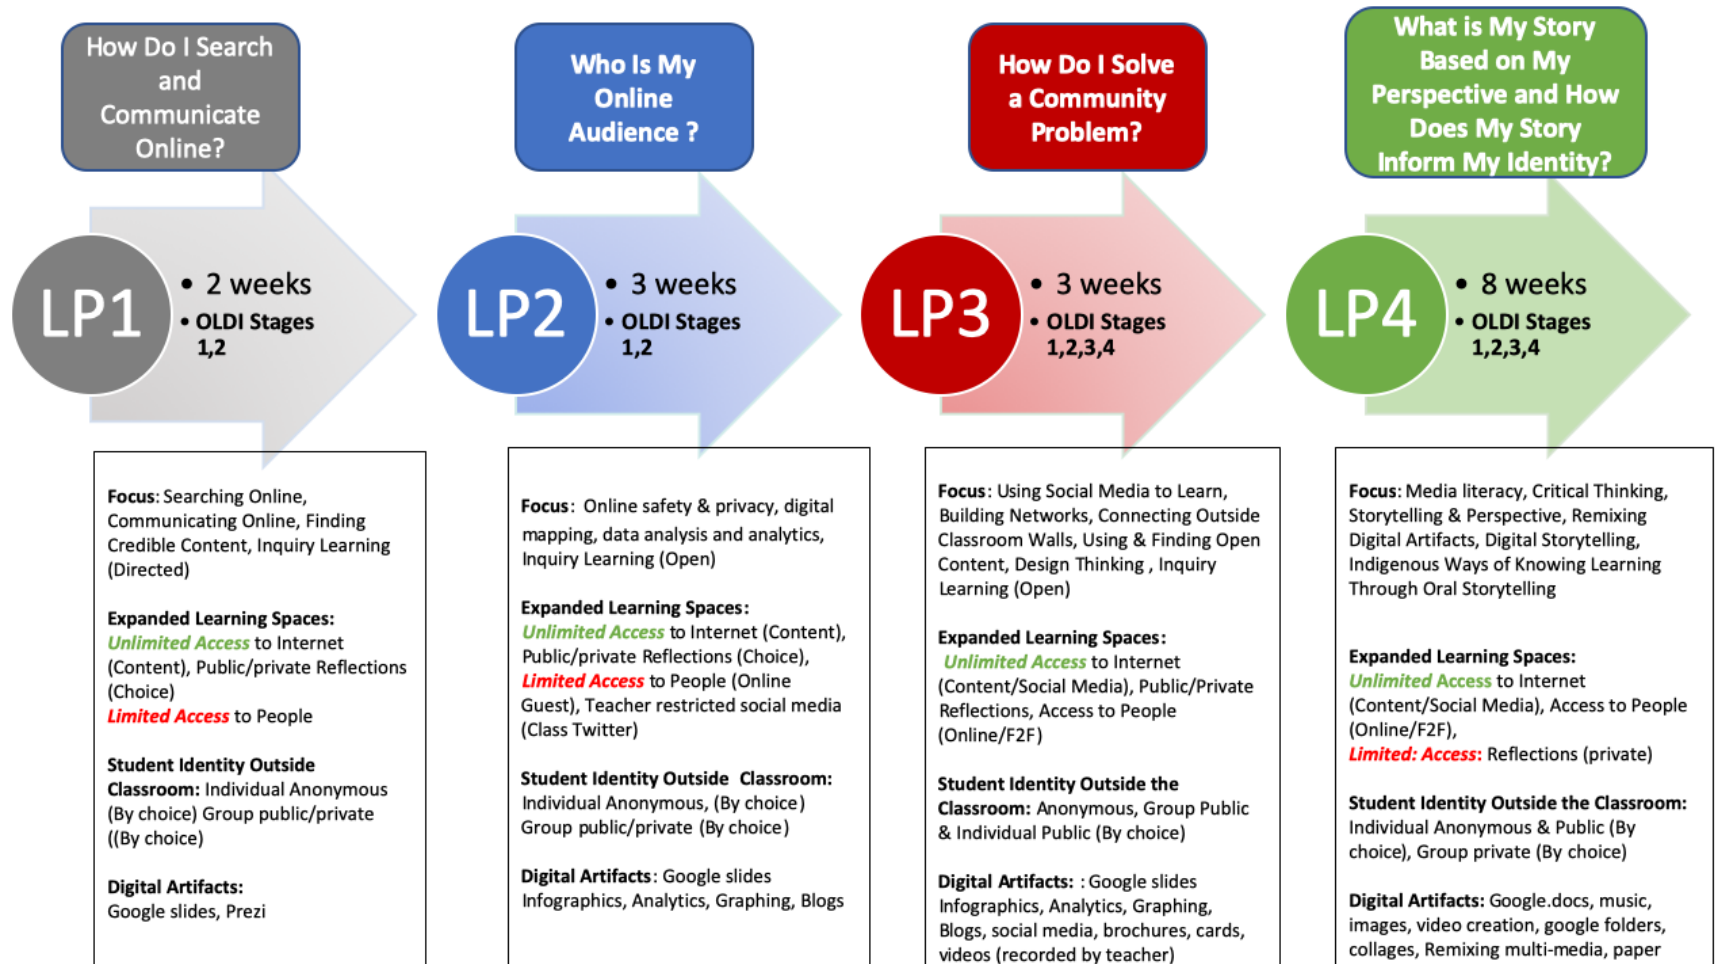 How Do I Search
and
Communicate
Online?
Who Is My
Online
Audience ?
How Do I Solve
a Community
Problem?
What is My Story
Based on My
Perspective and How
Does My Story
Inform My Identity?
LP1
• 2 weeks
• OLDI Stages
1,2
LP2
• 3 weeks
• OLDI Stages
1,2
LP3
• 3 weeks
• OLDI Stages
1,2,3,4
LP4
• 8 weeks
• OLDI Stages
1,2,3,4
Focus: Searching Online,
Communicating Online, Finding
Credible Content, Inquiry Learning
(Directed)
Expanded Learning Spaces:
Unlimited Access to Internet
(Content), Public/private Reflections
(Choice)
Limited Access to People
Student Identity Outside
Classroom: Individual Anonymous
(By choice) Group public/private
((By choice)
Digital Artifacts:
Google slides, Prezi
Focus: Online safety & privacy, digital
mapping, data analysis and analytics,
Inquiry Learning (Open)
Expanded Learning Spaces:
Unlimited Access to Internet (Content),
Public/private Reflections (Choice),
Limited Access to People (Online
Guest), Teacher restricted social media
(Class Twitter)
Student Identity Outside Classroom:
Individual Anonymous, (By choice)
Group public/private (By choice)
Digital Artifacts: Google slides
Infographics, Analytics, Graphing, Blogs
Focus: Using Social Media to Learn,
Building Networks, Connecting Outside
Classroom Walls, Using & Finding Open
Content, Design Thinking , Inquiry
Learning (Open)
Expanded Learning Spaces:
Unlimited Access to Internet
(Content/Social Media), Public/Private
Reflections, Access to People
(Online/F2F)
Student Identity Outside the
Classroom: Anonymous, Group Public
& Individual Public (By choice)
Digital Artifacts: : Google slides
Infographics, Analytics, Graphing,
Blogs, social media, brochures, cards,
videos (recorded by teacher)
Focus: Media literacy, Critical Thinking,
Storytelling & Perspective, Remixing
Digital Artifacts, Digital Storytelling,
Indigenous Ways of Knowing Learning
Through Oral Storytelling
Expanded Learning Spaces:
Unlimited Access to Internet
(Content/Social Media), Access to People
(Online/F2F),
Limited: Access: Reflections (private)
Student Identity Outside the Classroom:
Individual Anonymous & Public (By
choice), Group private (By choice)
Digital Artifacts: Google.docs, music,
images, video creation, google folders,
collages, Remixing multi-media, paper